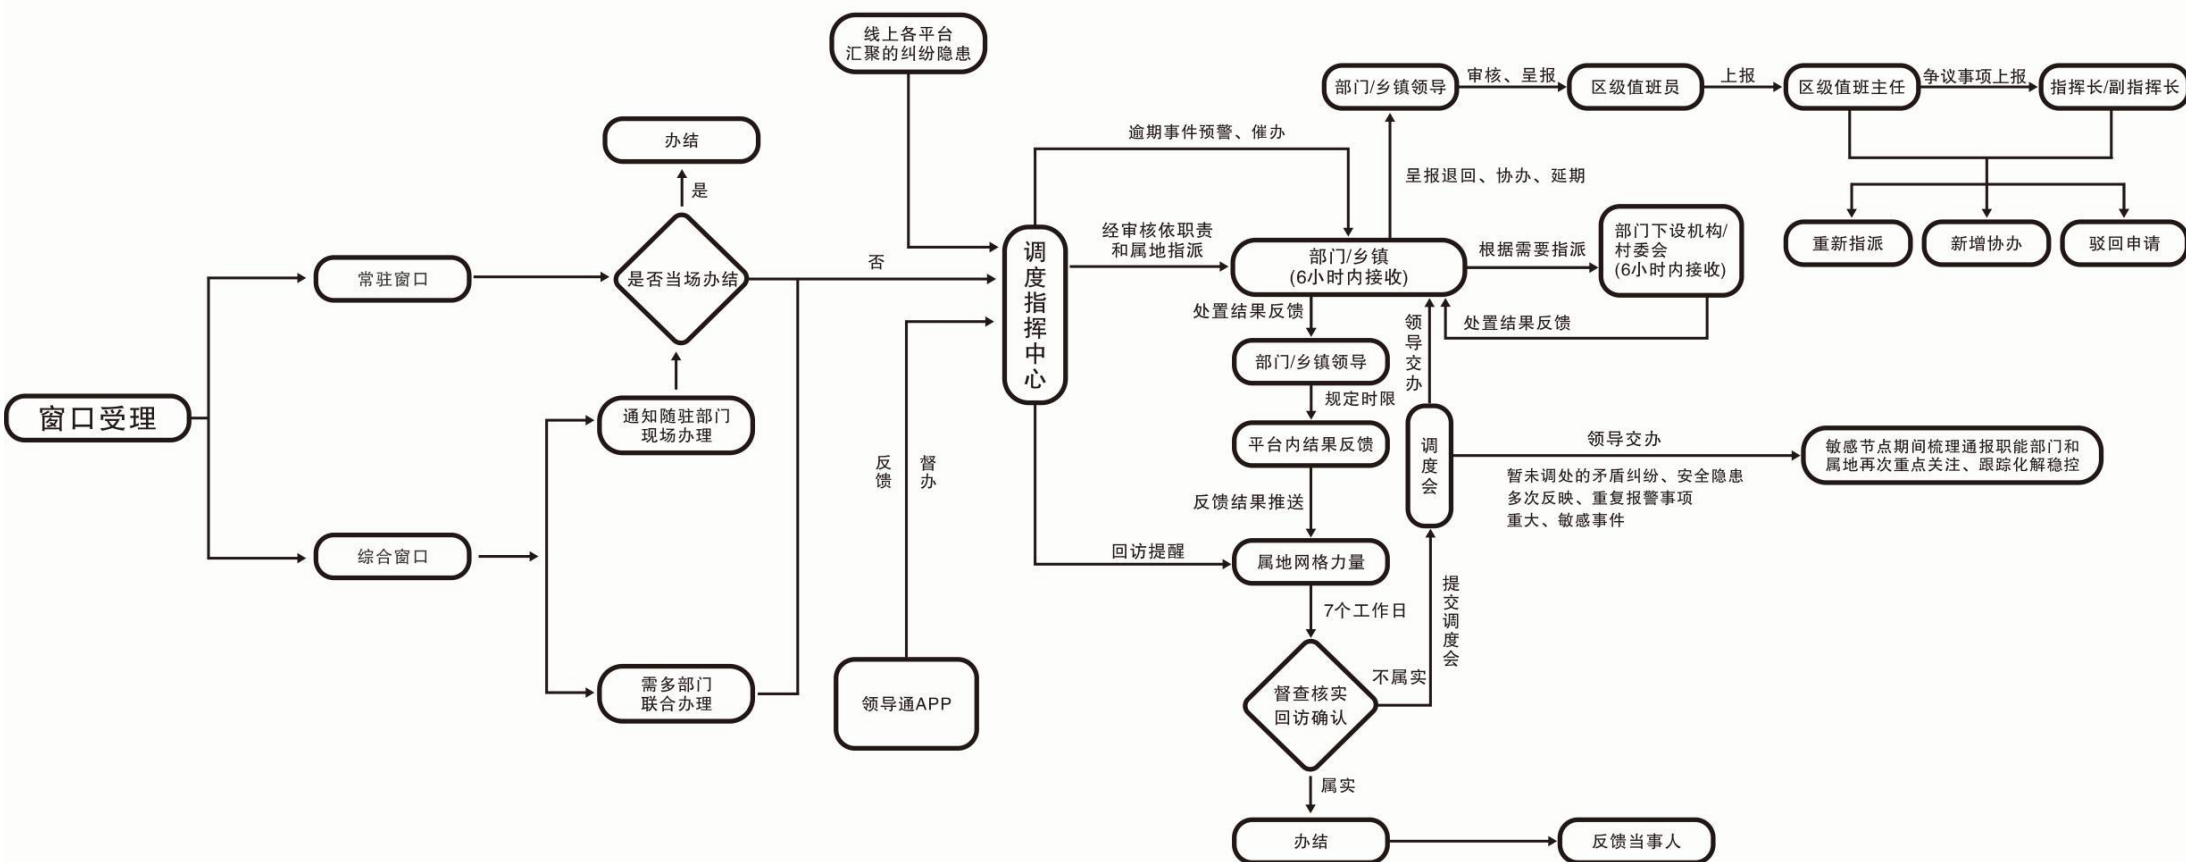 窗口受理
常驻窗口
综合窗口
办结
是
是否当场办结
否
通知随驻部门
现场办理
需多部门
联合办理
线上各平台
汇聚的纠纷隐患
反馈
督办
领导通APP
调度指挥中心
逾期事件预警、催办
经审核依职责
和属地指派
回访提醒
部门/乡镇领导
审核、呈报
区级值班员
上报
区级值班主任
争议事项上报
指挥长/副指挥长
呈报退回、协办、延期
重新指派
新增协办
驳回申请
部门/乡镇
(6小时内接收)
根据需要指派
部门下设机构/
村委会
(6小时内接收)
处置结果反馈
处置结果反馈
部门/乡镇领导
规定时限
平台内结果反馈
反馈结果推送
属地网格力量
7个工作日
督查核实
回访确认
不属实
提交调度会
调度会
领导交办
领导交办
暂未调处的矛盾纠纷、安全隐患
多次反映、重复报警事项
重大、敏感事件
敏感节点期间梳理通报职能部门和
属地再次重点关注、跟踪化解稳控
属实
办结
反馈当事人